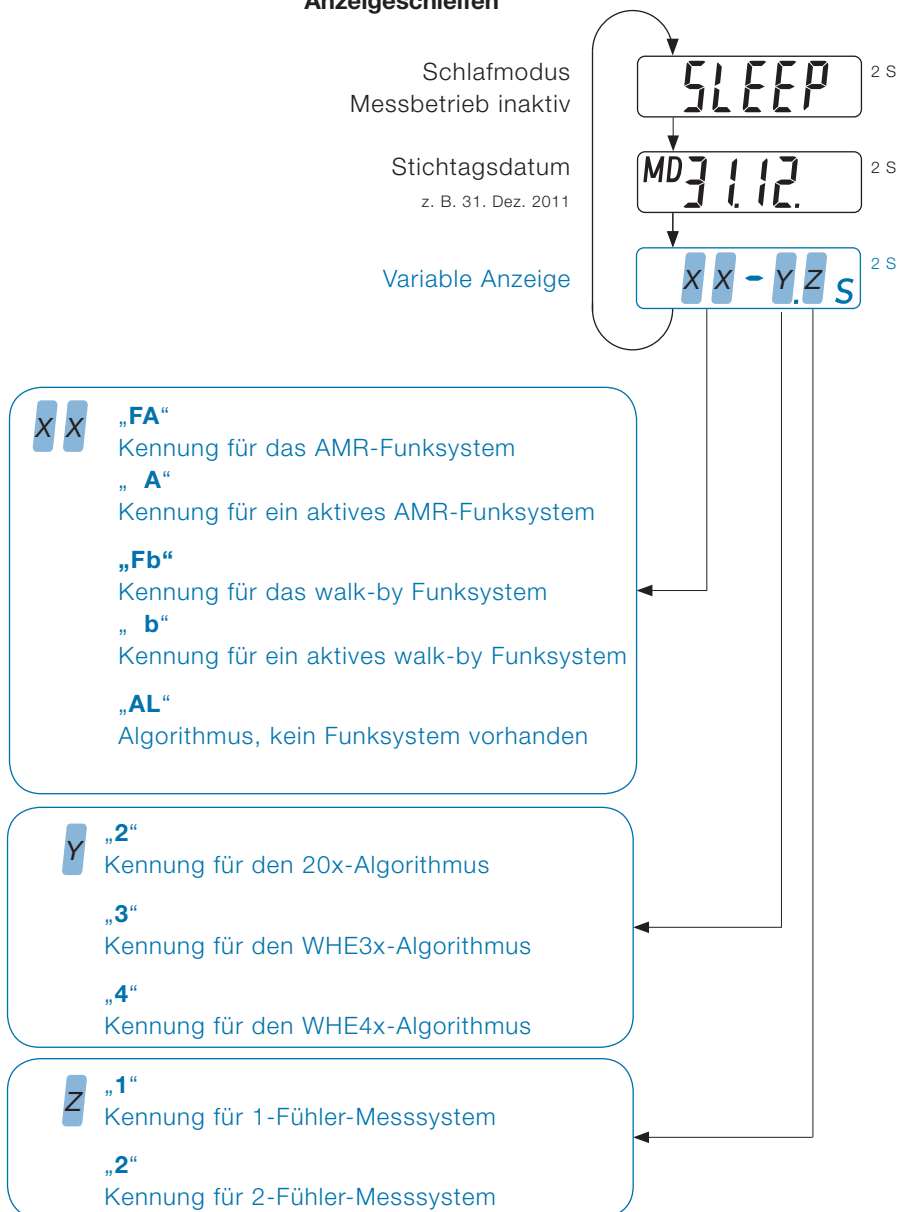 Anzeigeschleifen
Schlafmodus
Messbetrieb inaktiv
SLEEP
2 S
Stichtagsdatum
z. B. 31. Dez. 2011
MD 31.12.
2 S
Variable Anzeige
X X - Y.Z S
2 S
X X
„FA“
Kennung für das AMR-Funksystem
„ A“
Kennung für ein aktives AMR-Funksystem
„Fb“
Kennung für das walk-by Funksystem
„ b“
Kennung für ein aktives walk-by Funksystem
„AL“
Algorithmus, kein Funksystem vorhanden
Y
„2“
Kennung für den 20x-Algorithmus
„3“
Kennung für den WHE3x-Algorithmus
„4“
Kennung für den WHE4x-Algorithmus
Z
„1“
Kennung für 1-Fühler-Messsystem
„2“
Kennung für 2-Fühler-Messsystem